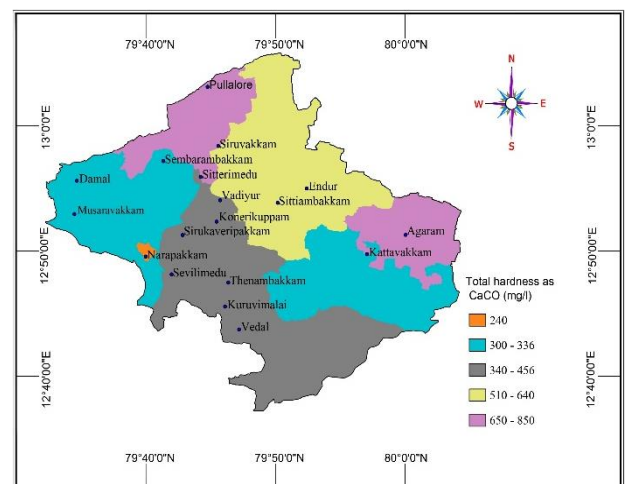 79°40'0"N 79°50'0"N 80°0'0"N
N
W E
S
13°0'0"E 13°0'0"E
Pullalore
Siruvakkam
Sembarambakkam
Sitterimedu
Damal
Endur
Vadiyur
Sittiambakkam
Musaravakkam
Konerikuppam
Sirukaveripakkam
Agaram
12°50'0"E 12°50'0"E
Narapakkam
Kattavakkam
Sevilimedu
Thenambakkam
Kuruvimalai
Vedal
Total hardness as
CaCO (mg/l)
240
300 - 336
340 - 456
510 - 640
650 - 850
12°40'0"E 12°40'0"E
79°40'0"N 79°50'0"N 80°0'0"N